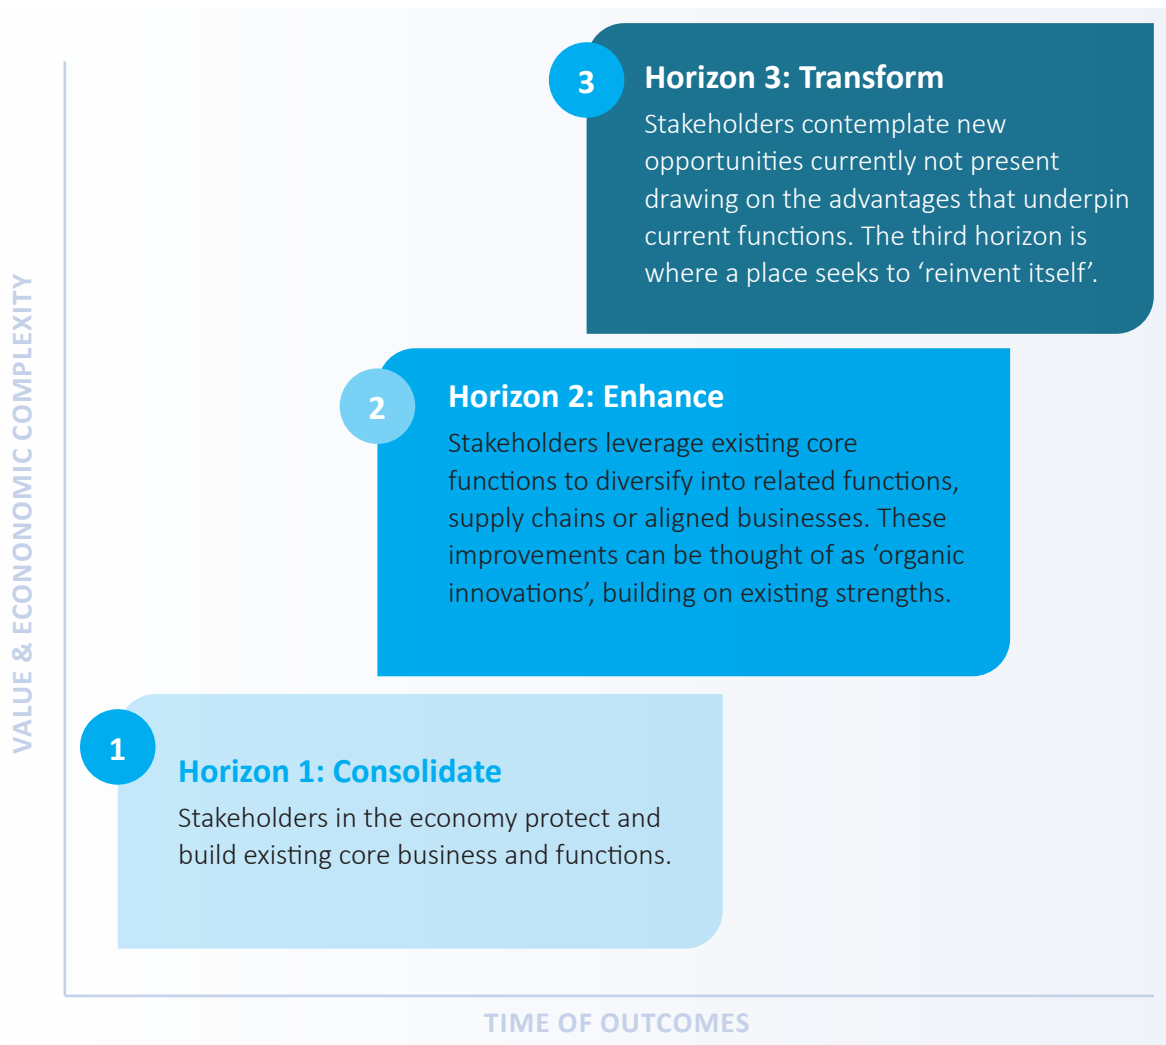 3
Horizon 3: Transform
Stakeholders contemplate new
opportunities currently not present
drawing on the advantages that underpin
current functions. The third horizon is
where a place seeks to ‘reinvent itself’.
2
Horizon 2: Enhance
Stakeholders leverage existing core
functions to diversify into related functions,
supply chains or aligned businesses. These
improvements can be thought of as ‘organic
innovations’, building on existing strengths.
1
Horizon 1: Consolidate
Stakeholders in the economy protect and
build existing core business and functions.
VALUE & ECONONOMIC COMPLEXITY
TIME OF OUTCOMES